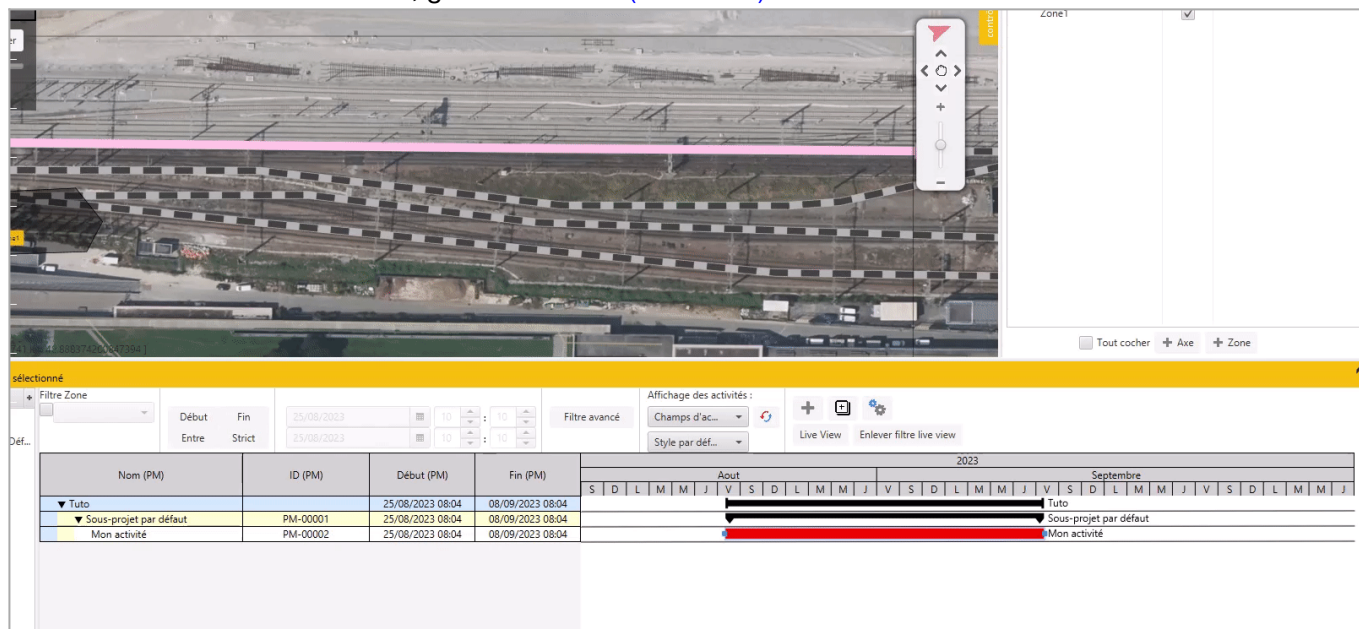 Zone1
er
contrô
Tout cocher + Axe + Zone
sélectionné
Filtre Zone
Affichage des activités :
Début Fin 25/08/2023 10 : 10 Filtre avancé Champs d'ac...
Live View Enlever filtre live view
Déf... Entre Strict 25/08/2023 10 : 10 Style par déf...
2023
Nom (PM) ID (PM) Début (PM) Fin (PM) Aout Septembre
S D L M M J V S D L M M J V S D L M M J V S D L M M J V S D L M M J
Tuto 25/08/2023 08:04 08/09/2023 08:04 Tuto
Sous-projet par défaut PM-00001 25/08/2023 08:04 08/09/2023 08:04 Sous-projet par défaut
Mon activité PM-00002 25/08/2023 08:04 08/09/2023 08:04 Mon activité